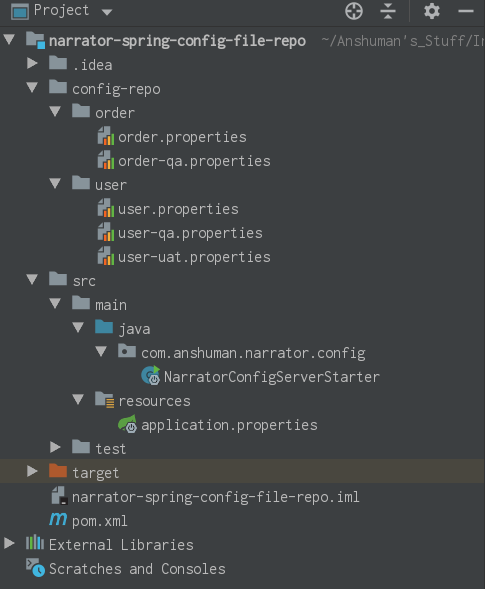 Project
narrator-spring-config-file-repo ~/Anshuman's_Stuff/In
.idea
config-repo
order
order.properties
order-qa.properties
user
user.properties
user-qa.properties
user-uat.properties
src
main
java
com.anshuman.narrator.config
NarratorConfigServerStarter
resources
application.properties
test
target
narrator-spring-config-file-repo.iml
pom.xml
External Libraries
Scratches and Consoles